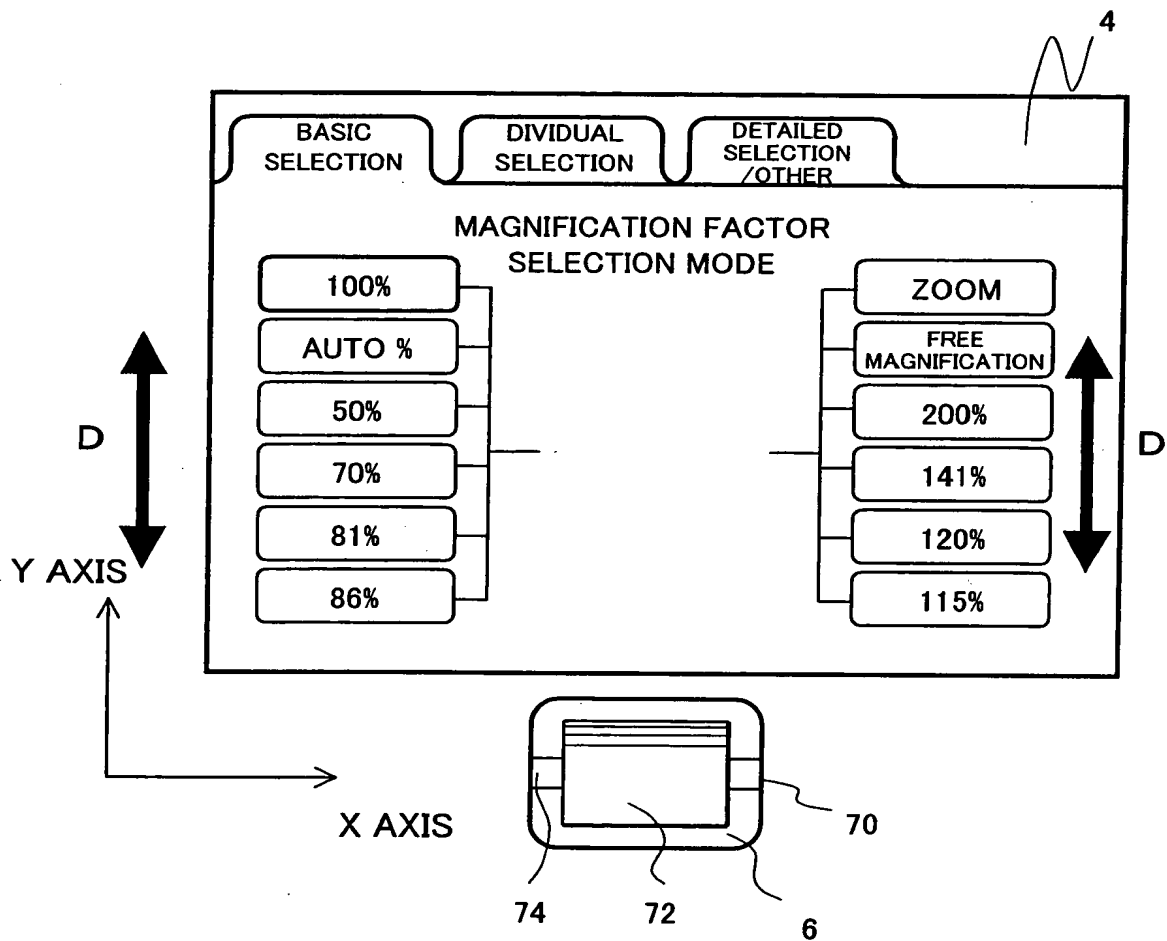 4
BASIC
SELECTION
DIVIDUAL
SELECTION
DETAILED
SELECTION
/OTHER
MAGNIFICATION FACTOR
SELECTION MODE
100%
AUTO %
50%
70%
81%
86%
ZOOM
FREE
MAGNIFICATION
200%
141%
120%
115%
D
D
Y AXIS
X AXIS
70
74
72
6